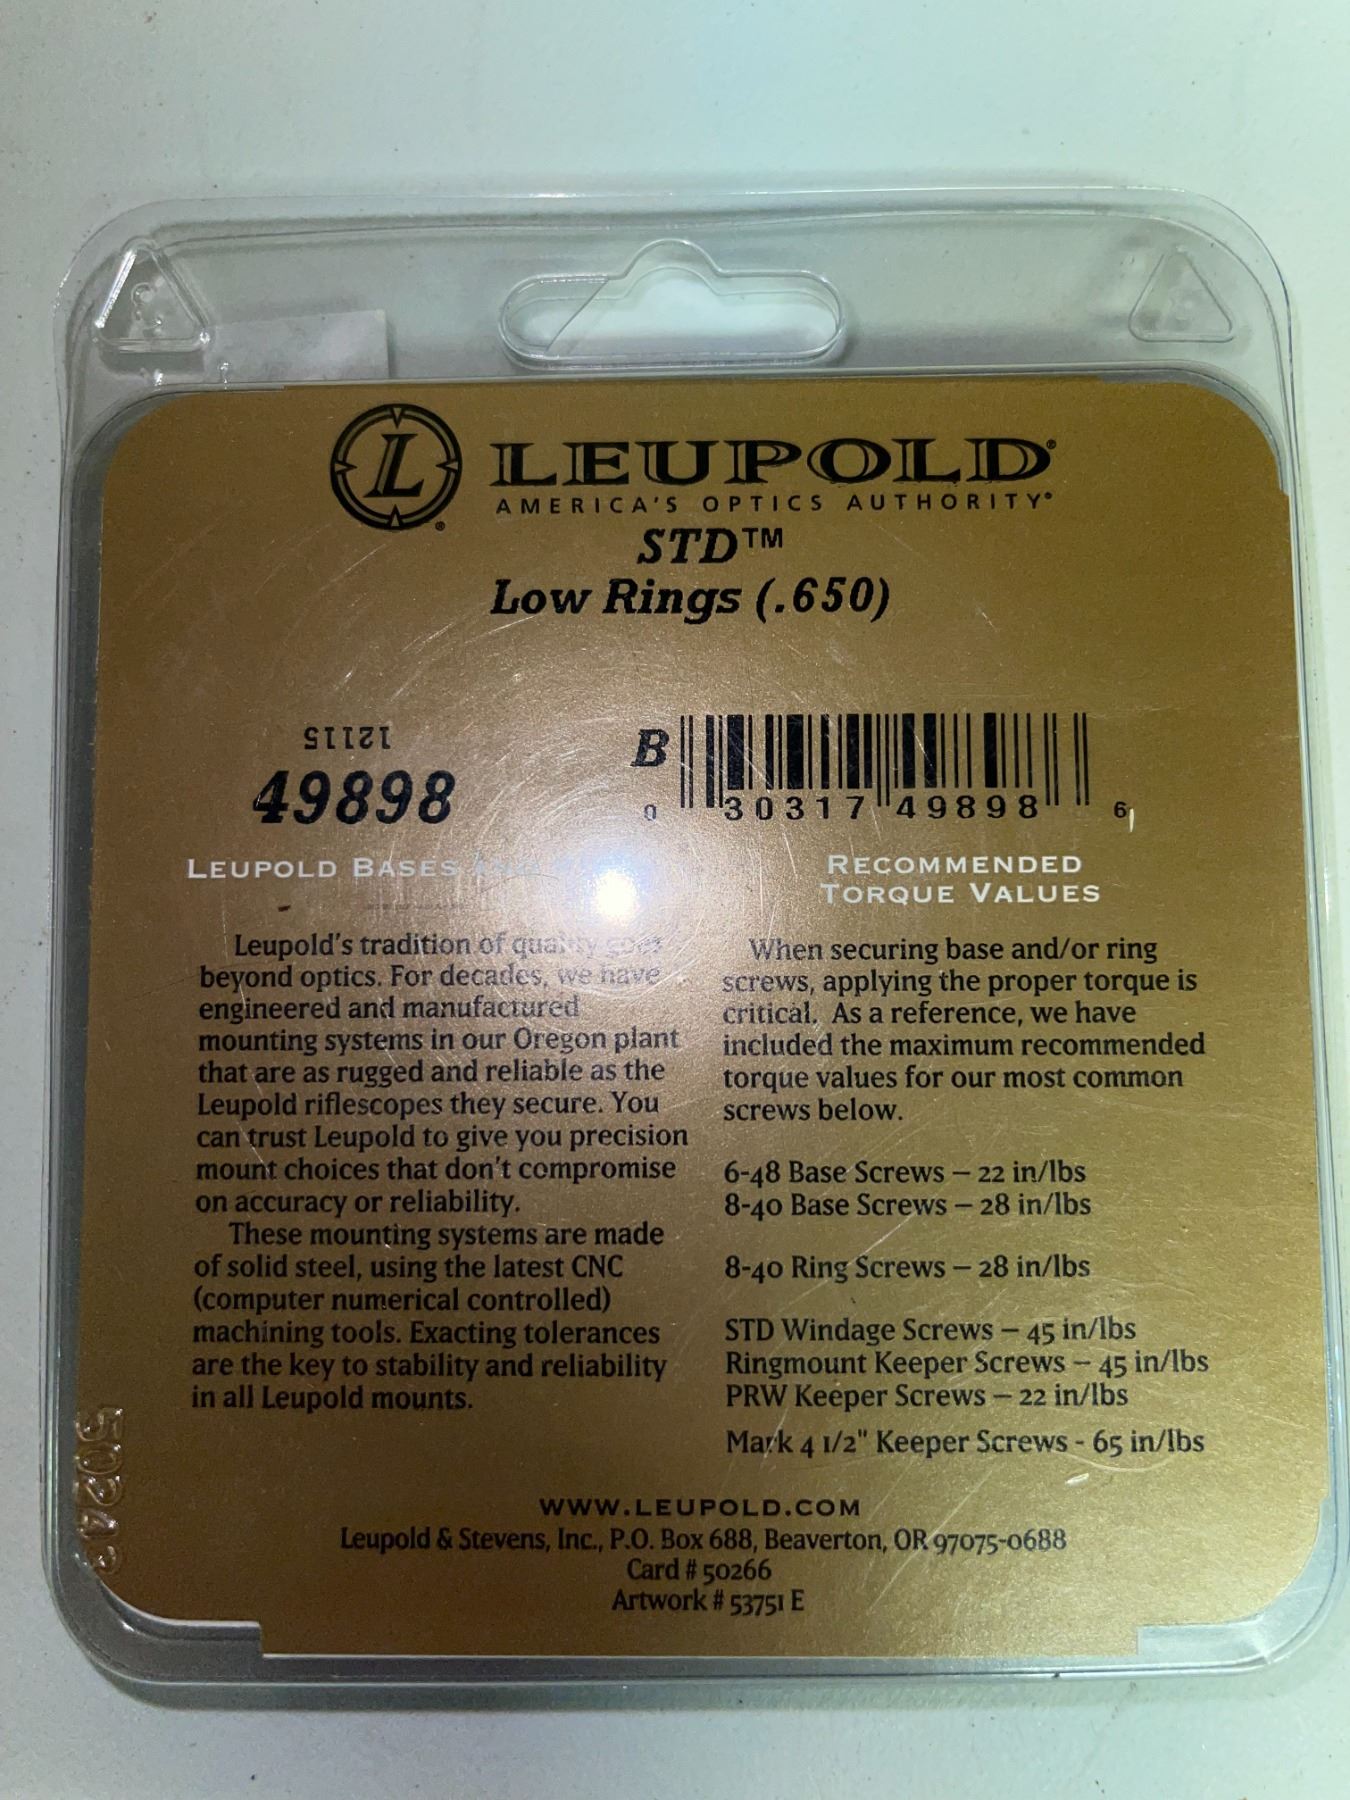 L
LEUPOLD®
AMERICA'S OPTICS AUTHORITY®
STD™
Low Rings (.650)
12115
49898
B
0 30317 49898 6
LEUPOLD BASES AND
RECOMMENDED
TORQUE VALUES
Leupold's tradition of quality goes
beyond optics. For decades, we have
engineered and manufactured
mounting systems in our Oregon plant
that are as rugged and reliable as the
Leupold riflescopes they secure. You
can trust Leupold to give you precision
mount choices that don't compromise
on accuracy or reliability.
These mounting systems are made
of solid steel, using the latest CNC
(computer numerical controlled)
machining tools. Exacting tolerances
are the key to stability and reliability
in all Leupold mounts.
When securing base and/or ring
screws, applying the proper torque is
critical. As a reference, we have
included the maximum recommended
torque values for our most common
screws below.
6-48 Base Screws – 22 in/lbs
8-40 Base Screws – 28 in/lbs
8-40 Ring Screws – 28 in/lbs
STD Windage Screws – 45 in/lbs
Ringmount Keeper Screws – 45 in/lbs
PRW Keeper Screws – 22 in/lbs
Mark 4 1/2" Keeper Screws - 65 in/lbs
50243
WWW.LEUPOLD.COM
Leupold & Stevens, Inc., P.O. Box 688, Beaverton, OR 97075-0688
Card # 50266
Artwork # 53751 E